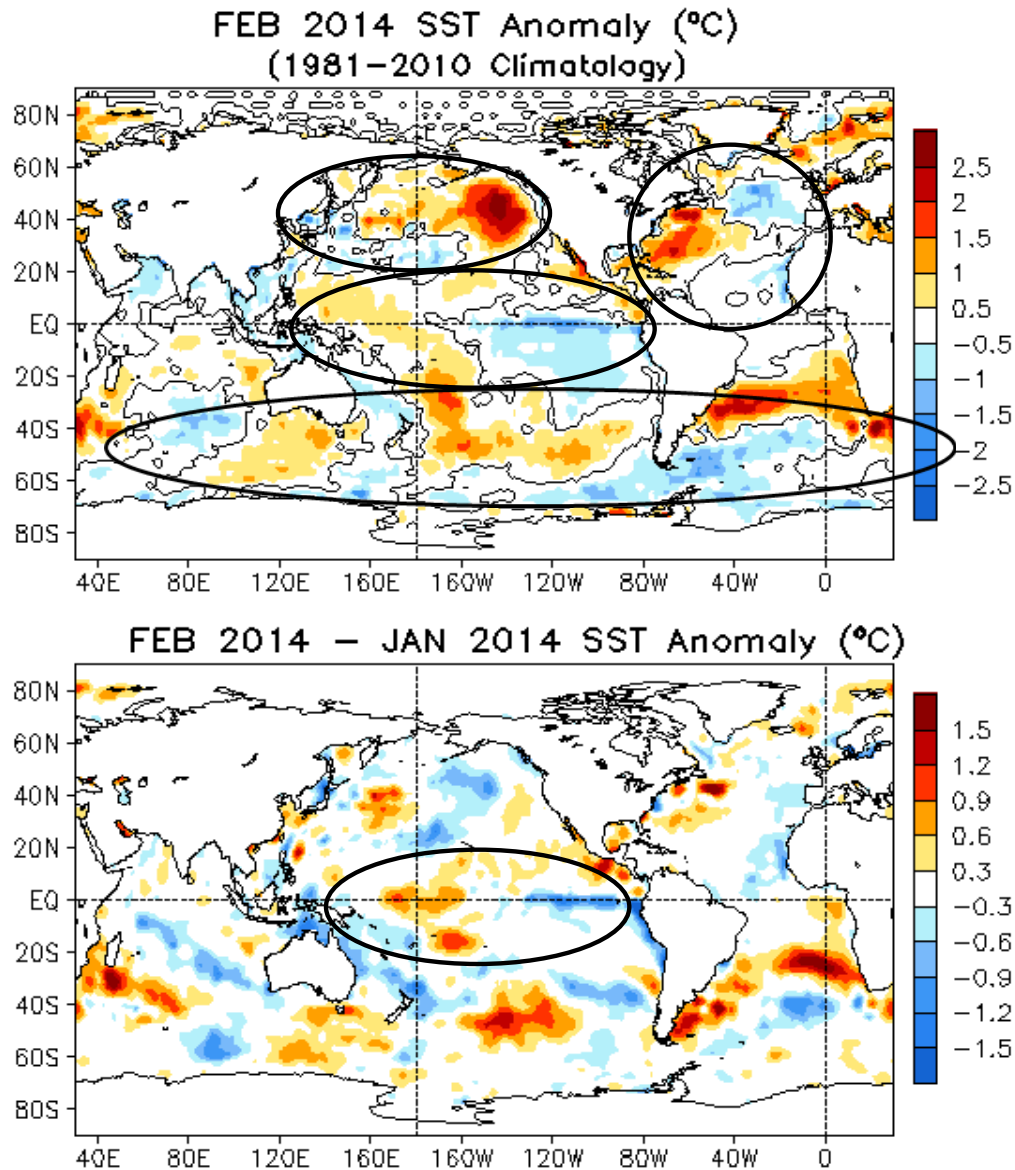 FEB 2014 SST Anomaly (°C)
(1981-2010 Climatology)
80N
60N
40N
20N
EQ
20S
40S
60S
80S
40E 80E 120E 160E 160W 120W 80W 40W 0
2.5
2
1.5
1
0.5
-0.5
-1
-1.5
-2
-2.5
FEB 2014 - JAN 2014 SST Anomaly (°C)
80N
60N
40N
20N
EQ
20S
40S
60S
80S
40E 80E 120E 160E 160W 120W 80W 40W 0
1.5
1.2
0.9
0.6
0.3
-0.3
-0.6
-0.9
-1.2
-1.5